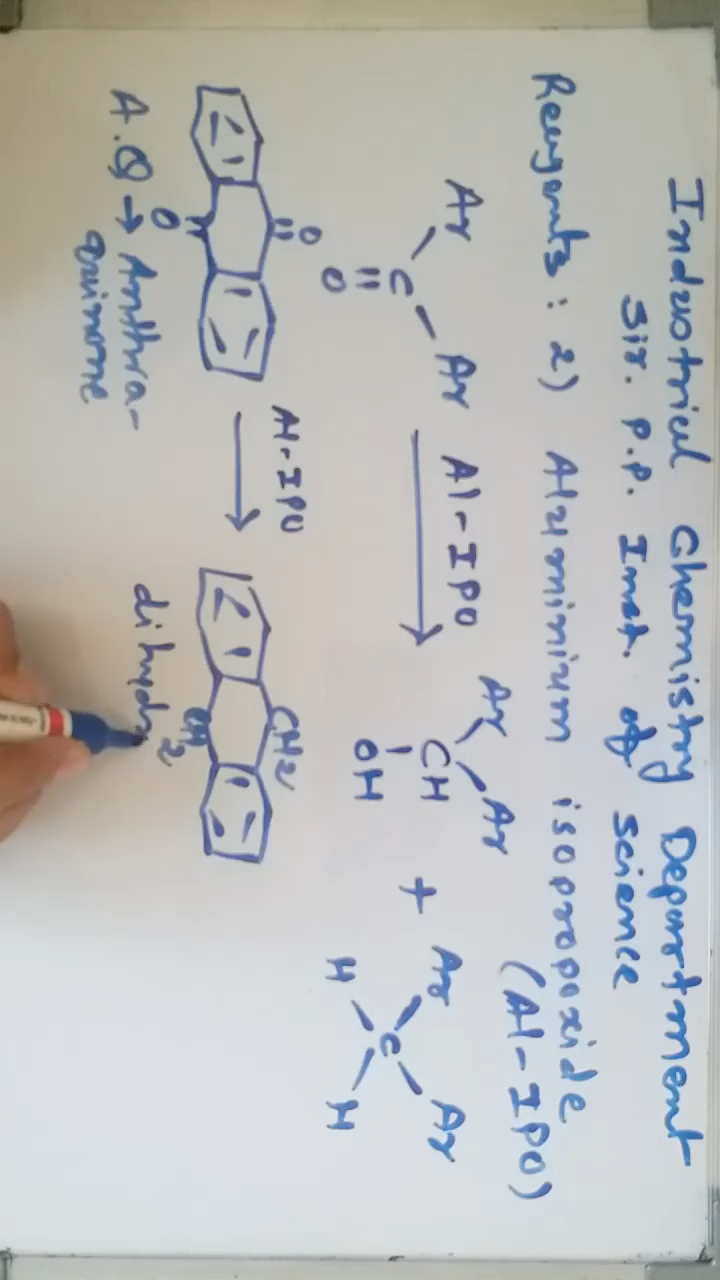 Industrial Chemistry Department
Sir. P.P. Inst. of science
Reagents : 2) Aluminium isopropoxide
(Al-IPO)
Ar Ar Al-IPO Ar Ar Ar Ar
C CH + C
O OH H H
O Al-IPO CH2
O CH2
A.Q → Anthra-
quinone
dihydr